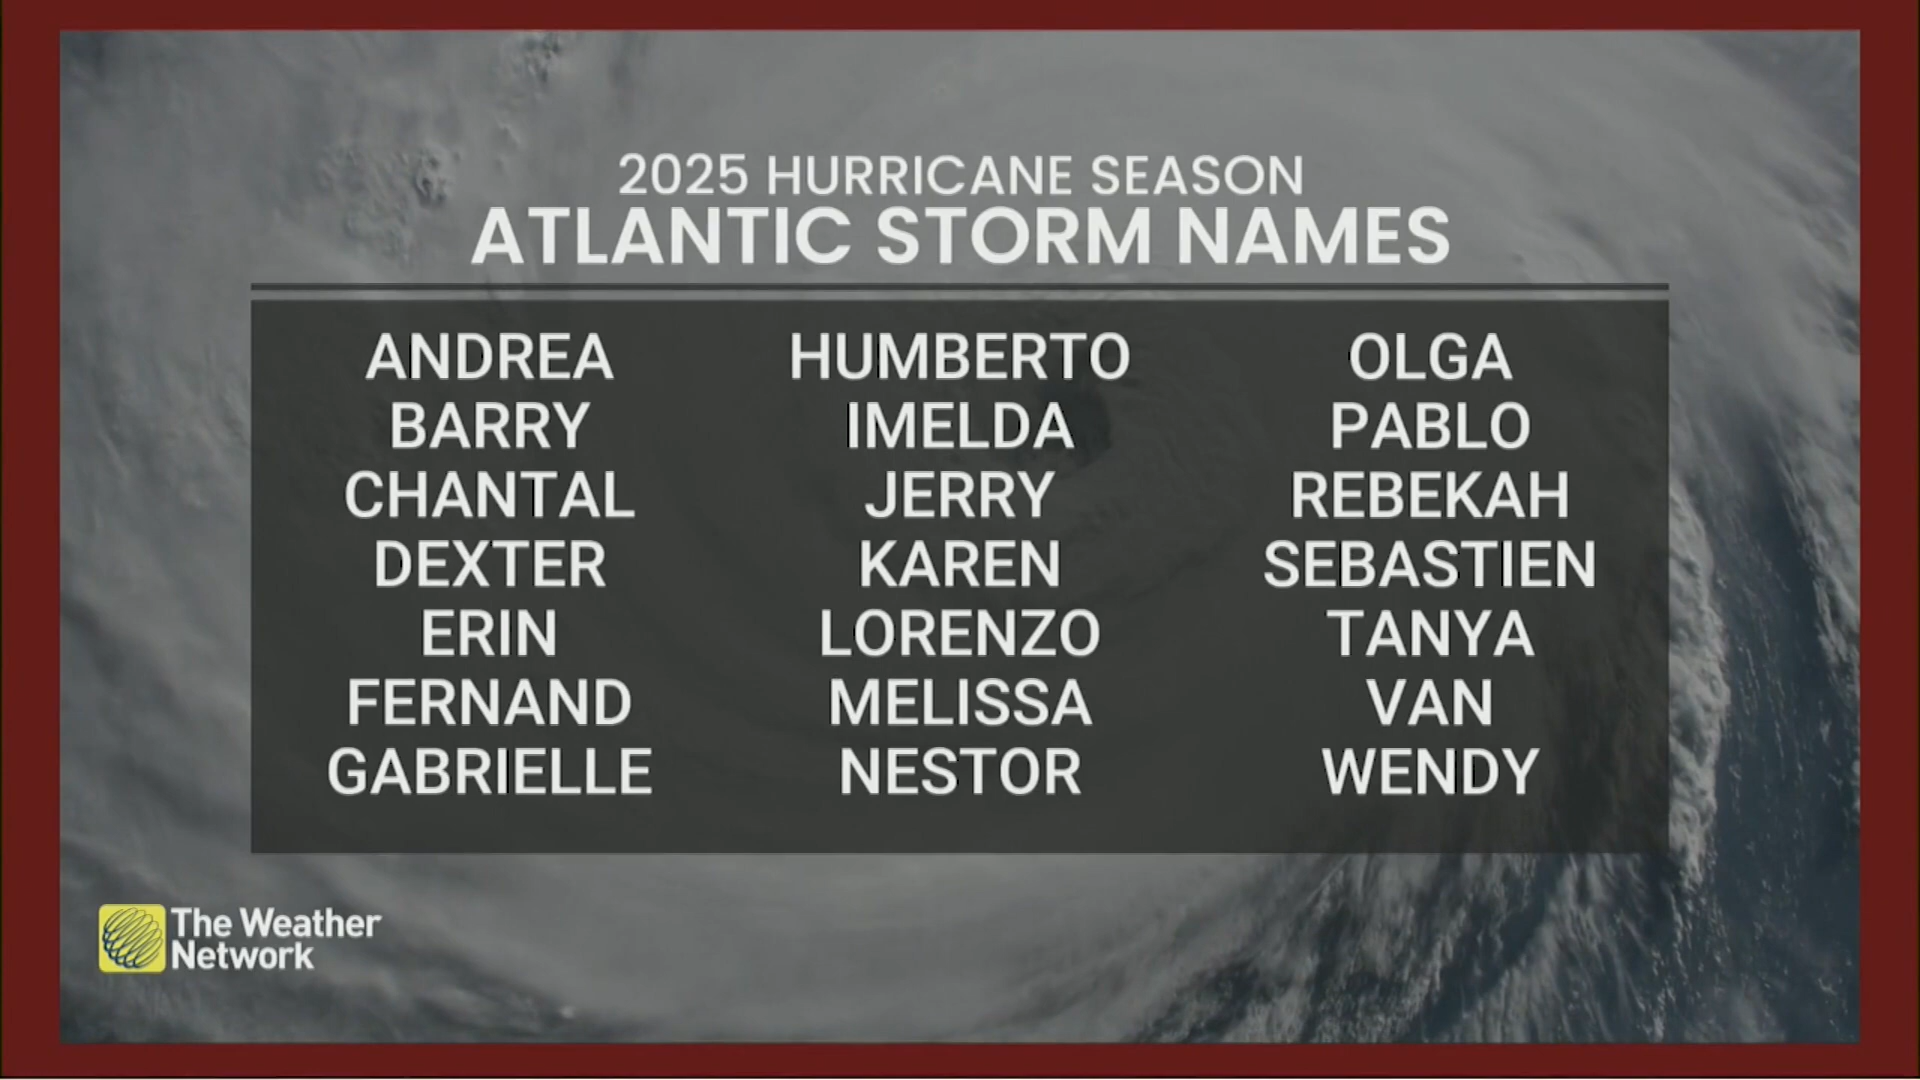 2025 HURRICANE SEASON
ATLANTIC STORM NAMES
ANDREA
BARRY
CHANTAL
DEXTER
ERIN
FERNAND
GABRIELLE
HUMBERTO
IMELDA
JERRY
KAREN
LORENZO
MELISSA
NESTOR
OLGA
PABLO
REBEKAH
SEBASTIEN
TANYA
VAN
WENDY
The Weather
Network